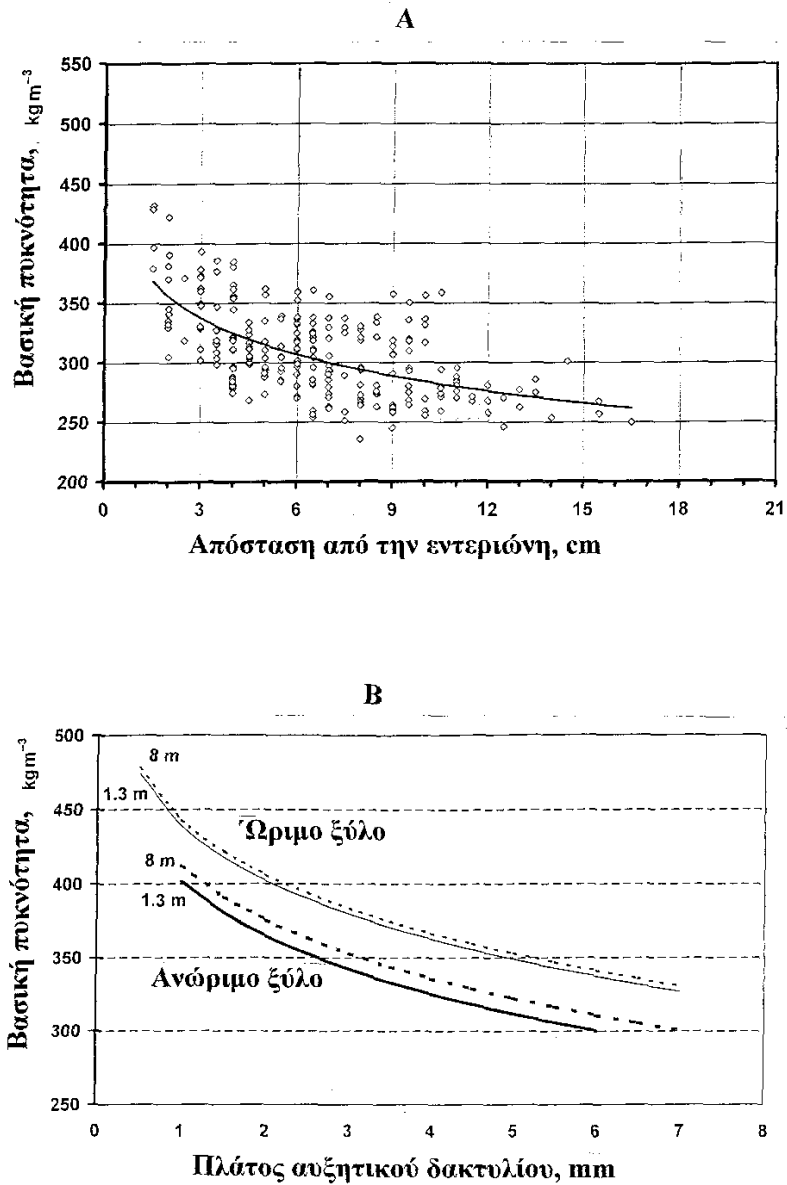 A
Βασική πυκνότητα, kgm⁻³
550
500
450
400
350
300
250
200
0 3 6 9 12 15 18 21
Απόσταση από την εντεριώνη, cm
B
Βασική πυκνότητα, kgm⁻³
500
450
400
350
300
250
8 m
1.3 m
Ώριμο ξύλο
8 m
1.3 m
Ανώριμο ξύλο
0 1 2 3 4 5 6 7 8
Πλάτος αυξητικού δακτυλίου, mm